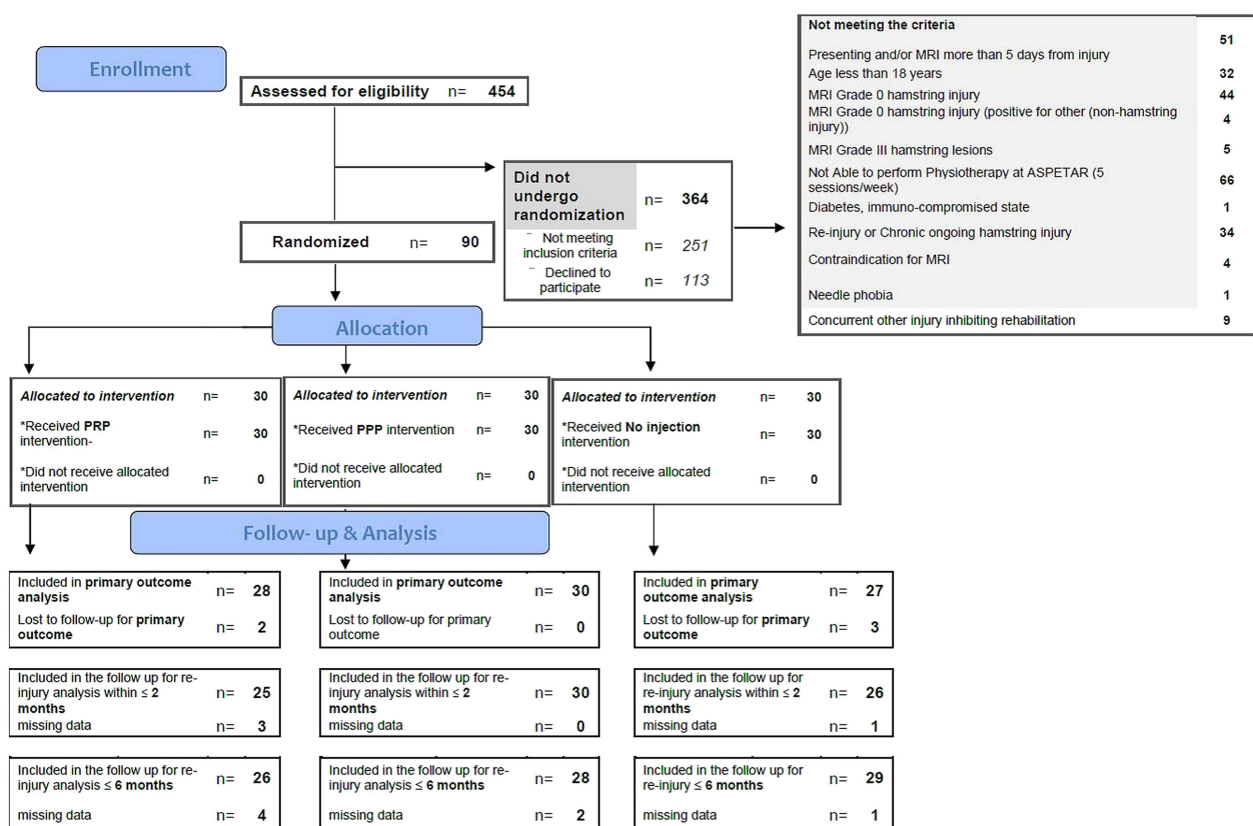 Enrollment
Assessed for eligibility n= 454
Not meeting the criteria
51
Presenting and/or MRI more than 5 days from injury
Age less than 18 years 32
MRI Grade 0 hamstring injury 44
MRI Grade 0 hamstring injury (positive for other (non-hamstring
injury)) 4
MRI Grade III hamstring lesions 5
Not Able to perform Physiotherapy at ASPETAR (5
sessions/week) 66
Diabetes, immuno-compromised state 1
Re-injury or Chronic ongoing hamstring injury 34
Contraindication for MRI 4
Needle phobia 1
Concurrent other injury inhibiting rehabilitation 9
Did not
undergo
randomization n= 364
¨ Not meeting
inclusion criteria n= 251
¨ Declined to
participate n= 113
Randomized n= 90
Allocation
Allocated to intervention n= 30
*Received PRP
intervention- n= 30
*Did not receive allocated
intervention n= 0
Allocated to intervention n= 30
*Received PPP intervention n= 30
*Did not receive allocated
intervention n= 0
Allocated to intervention n= 30
*Received No injection
intervention n= 30
*Did not receive allocated
intervention n= 0
Follow- up & Analysis
Included in primary outcome
analysis n= 28
Lost to follow-up for primary
outcome n= 2
Included in primary outcome
analysis n= 30
Lost to follow-up for primary
outcome n= 0
Included in primary
outcome analysis n= 27
Lost to follow-up for primary
outcome n= 3
Included in the follow up for re-
injury analysis within ≤ 2
months n= 25
missing data n= 3
Included in the follow up for re-
injury analysis within ≤ 2
months n= 30
missing data n= 0
Included in the follow up for
re-injury analysis within ≤ 2
months n= 26
missing data n= 1
Included in the follow up for re-
injury analysis ≤ 6 months n= 26
missing data n= 4
Included in the follow up for re-
injury analysis ≤ 6 months n= 28
missing data n= 2
Included in the follow up for
re-injury ≤ 6 months n= 29
missing data n= 1